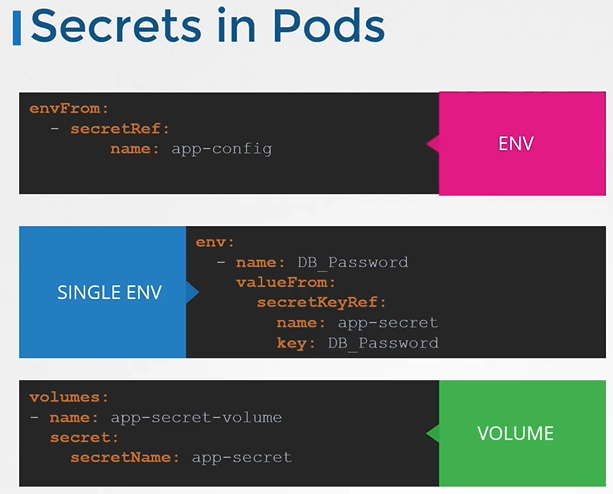 Secrets in Pods
envFrom:
  - secretRef:
        name: app-config
ENV
SINGLE ENV
env:
  - name: DB_Password
    valueFrom:
      secretKeyRef:
        name: app-secret
        key: DB_Password
volumes:
- name: app-secret-volume
  secret:
    secretName: app-secret
VOLUME